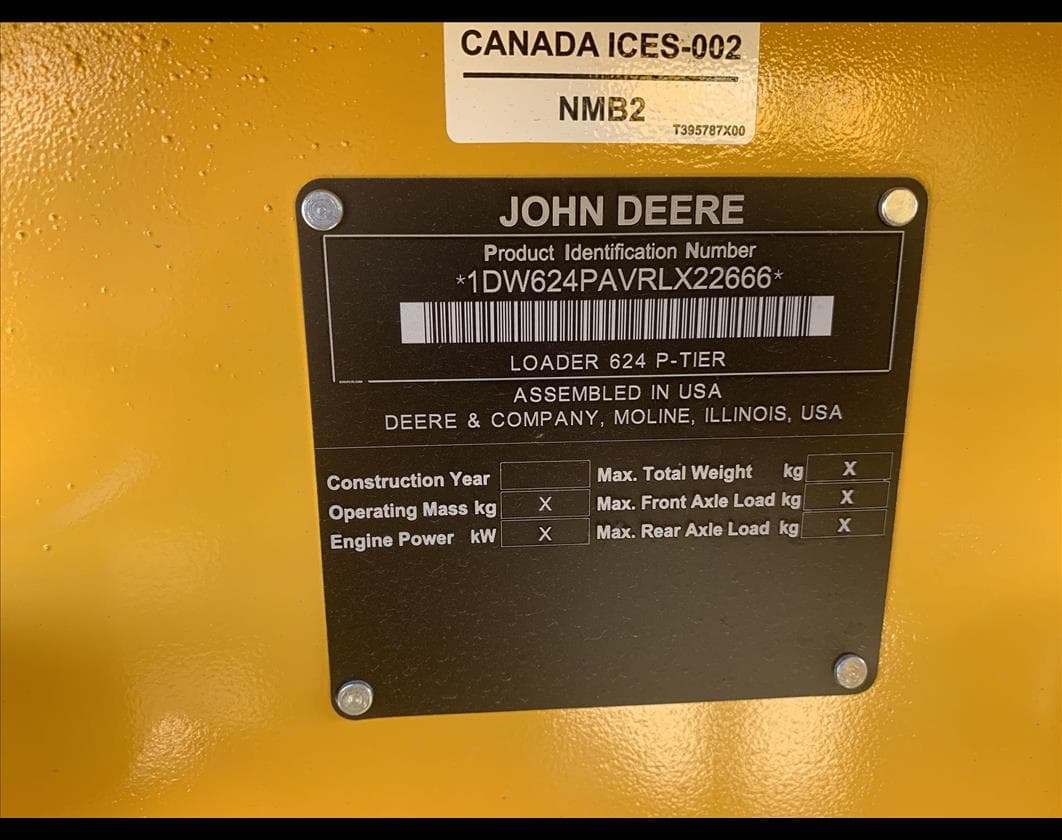 CANADA ICES-002
NMB2
T395787X00
JOHN DEERE
Product Identification Number
*1DW624PAVRLX22666*
LOADER 624 P-TIER
ASSEMBLED IN USA
DEERE & COMPANY, MOLINE, ILLINOIS, USA
Construction Year
Max. Total Weight kg X
Operating Mass kg X
Max. Front Axle Load kg X
Engine Power kW X
Max. Rear Axle Load kg X